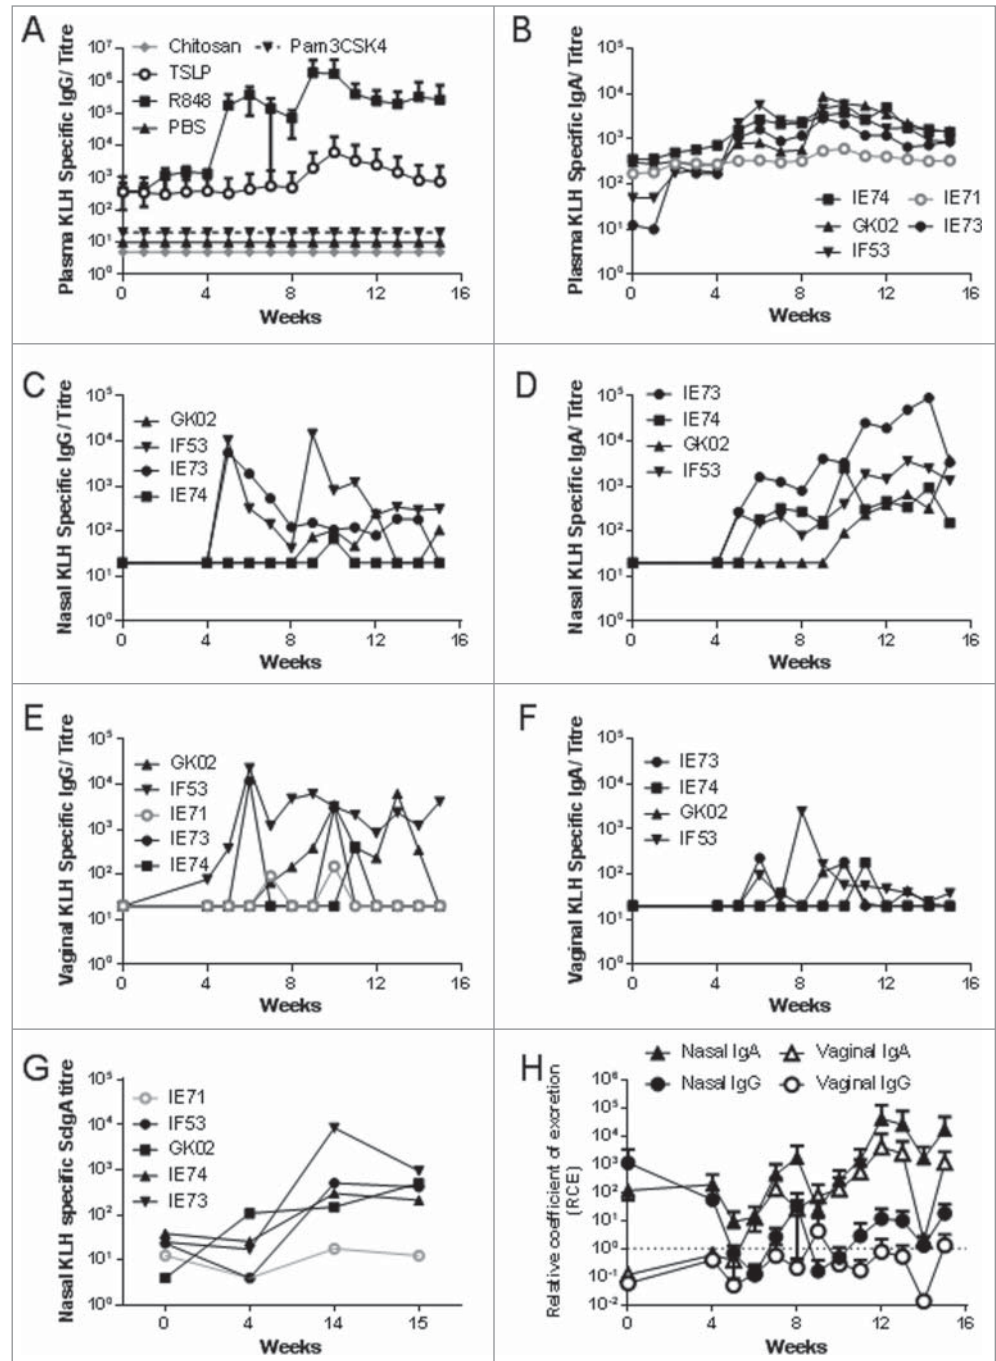 A
Plasma KLH Specific IgG/ Titre
10⁷
10⁶
10⁵
10⁴
10³
10²
10¹
10⁰
Chitosan
Pam3CSK4
TSLP
R848
PBS
0 4 8 12 16
Weeks
B
Plasma KLH Specific IgA/ Titre
10⁵
10⁴
10³
10²
10¹
10⁰
IE74
IE71
GK02
IE73
IF53
0 4 8 12 16
Weeks
C
Nasal KLH Specific IgG/ Titre
10⁵
10⁴
10³
10²
10¹
10⁰
GK02
IF53
IE73
IE74
0 4 8 12 16
Weeks
D
Nasal KLH Specific IgA/ Titre
10⁵
10⁴
10³
10²
10¹
10⁰
IE73
IE74
GK02
IF53
0 4 8 12 16
Weeks
E
Vaginal KLH Specific IgG/ Titre
10⁵
10⁴
10³
10²
10¹
10⁰
GK02
IF53
IE71
IE73
IE74
0 4 8 12 16
Weeks
F
Vaginal KLH Specific IgA/ Titre
10⁵
10⁴
10³
10²
10¹
10⁰
IE73
IE74
GK02
IF53
0 4 8 12 16
Weeks
G
Nasal KLH specific ScIgA titre
10⁵
10⁴
10³
10²
10¹
10⁰
IE71
IF53
GK02
IE74
IE73
0 4 14 15
Weeks
H
Relative coefficient of excretion
(RCE)
Nasal IgA
Vaginal IgA
Nasal IgG
Vaginal IgG
10⁶
10⁵
10⁴
10³
10²
10¹
10⁰
10⁻¹
10⁻²
0 4 8 12 16
Weeks